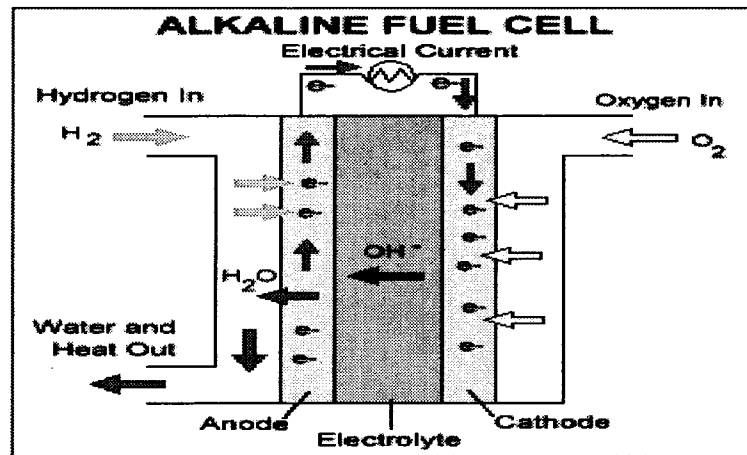 ALKALINE FUEL CELL
Electrical Current
Hydrogen In
Oxygen In
e-
e-
H₂
O₂
e-
e-
e-
e-
e-
OH⁻
e-
H₂O
e-
Water and
Heat Out
e-
e-
e-
Anode
Cathode
Electrolyte